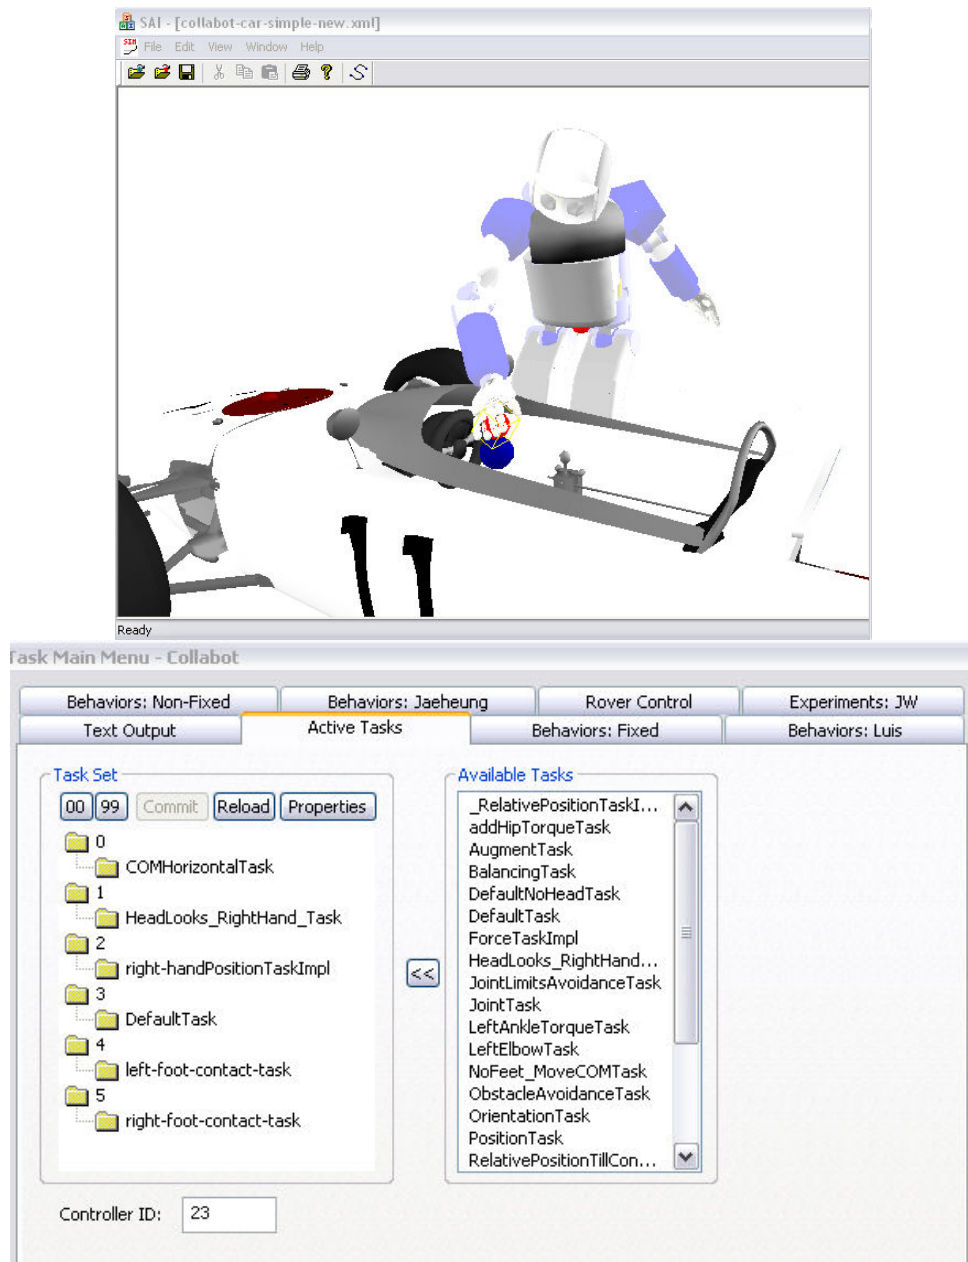 SAI - [collabot-car-simple-new.xml]
File Edit View Window Help
Ready
Task Main Menu - Collabot
Behaviors: Non-Fixed Behaviors: Jaeheung Rover Control Experiments: JW
Text Output Active Tasks Behaviors: Fixed Behaviors: Luis
Task Set
00 99 Commit Reload Properties
0
COMHorizontalTask
1
HeadLooks_RightHand_Task
2
right-handPositionTaskImpl
3
DefaultTask
4
left-foot-contact-task
5
right-foot-contact-task
<<
Available Tasks
_RelativePositionTaskI...
addHipTorqueTask
AugmentTask
BalancingTask
DefaultNoHeadTask
DefaultTask
ForceTaskImpl
HeadLooks_RightHand...
JointLimitsAvoidanceTask
JointTask
LeftAnkleTorqueTask
LeftElbowTask
NoFeet_MoveCOMTask
ObstacleAvoidanceTask
OrientationTask
PositionTask
RelativePositionTillCon...
Controller ID: 23